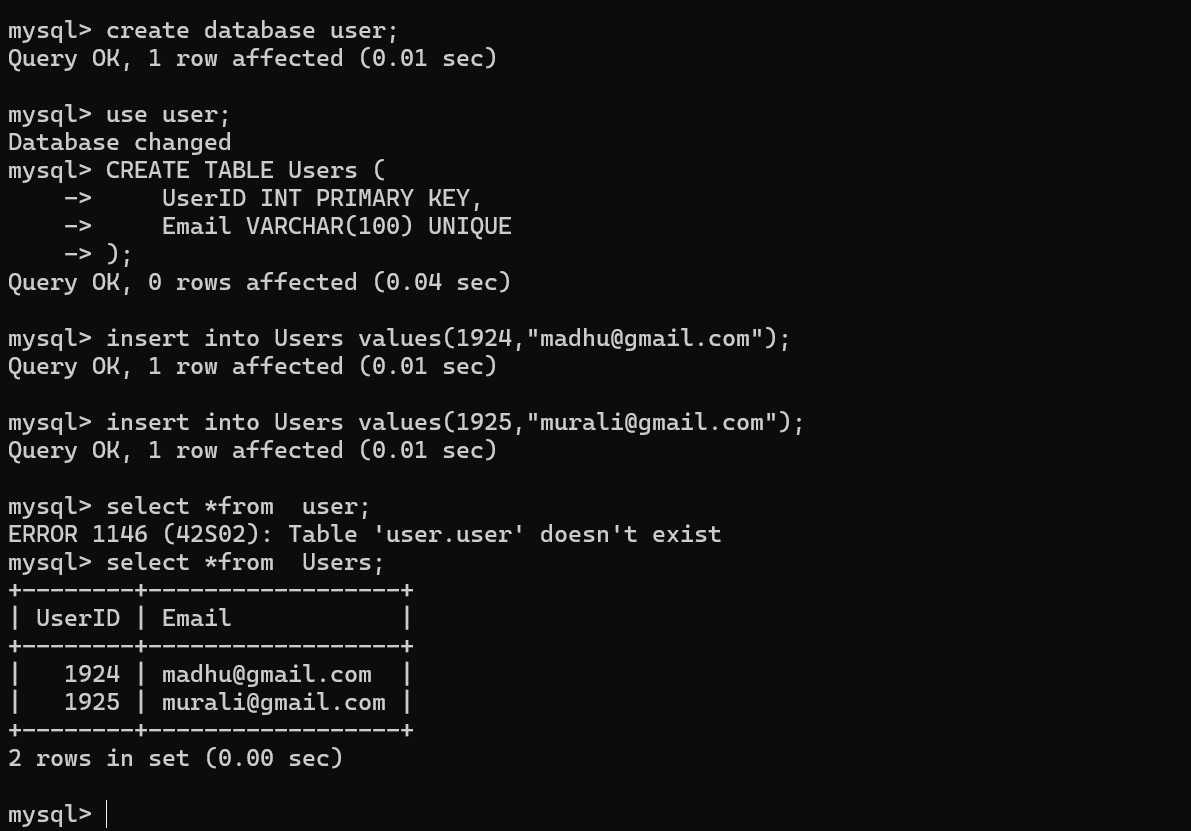 mysql> create database user;
Query OK, 1 row affected (0.01 sec)
mysql> use user;
Database changed
mysql> CREATE TABLE Users (
    ->     UserID INT PRIMARY KEY,
    ->     Email VARCHAR(100) UNIQUE
    -> );
Query OK, 0 rows affected (0.04 sec)
mysql> insert into Users values(1924,"madhu@gmail.com");
Query OK, 1 row affected (0.01 sec)
mysql> insert into Users values(1925,"murali@gmail.com");
Query OK, 1 row affected (0.01 sec)
mysql> select *from  user;
ERROR 1146 (42S02): Table 'user.user' doesn't exist
mysql> select *from  Users;
+--------+------------------+
| UserID | Email            |
+--------+------------------+
|   1924 | madhu@gmail.com  |
|   1925 | murali@gmail.com |
+--------+------------------+
2 rows in set (0.00 sec)
mysql>